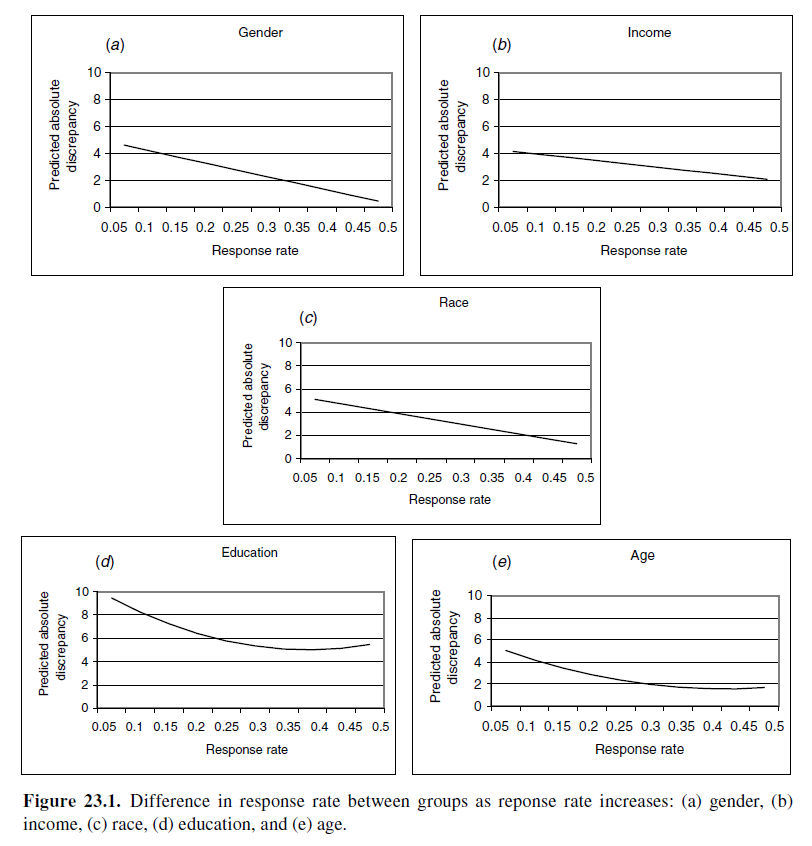 (a)
Gender
Predicted absolute
discrepancy
10
8
6
4
2
0
0.05 0.1 0.15 0.2 0.25 0.3 0.35 0.4 0.45 0.5
Response rate
(b)
Income
Predicted absolute
discrepancy
10
8
6
4
2
0
0.05 0.1 0.15 0.2 0.25 0.3 0.35 0.4 0.45 0.5
Response rate
(c)
Race
Predicted absolute
discrepancy
10
8
6
4
2
0
0.05 0.1 0.15 0.2 0.25 0.3 0.35 0.4 0.45 0.5
Response rate
(d)
Education
Predicted absolute
discrepancy
10
8
6
4
2
0
0.05 0.1 0.15 0.2 0.25 0.3 0.35 0.4 0.45 0.5
Response rate
(e)
Age
Predicted absolute
discrepancy
10
8
6
4
2
0
0.05 0.1 0.15 0.2 0.25 0.3 0.35 0.4 0.45 0.5
Response rate
Figure 23.1. Difference in response rate between groups as reponse rate increases: (a) gender, (b)
income, (c) race, (d) education, and (e) age.